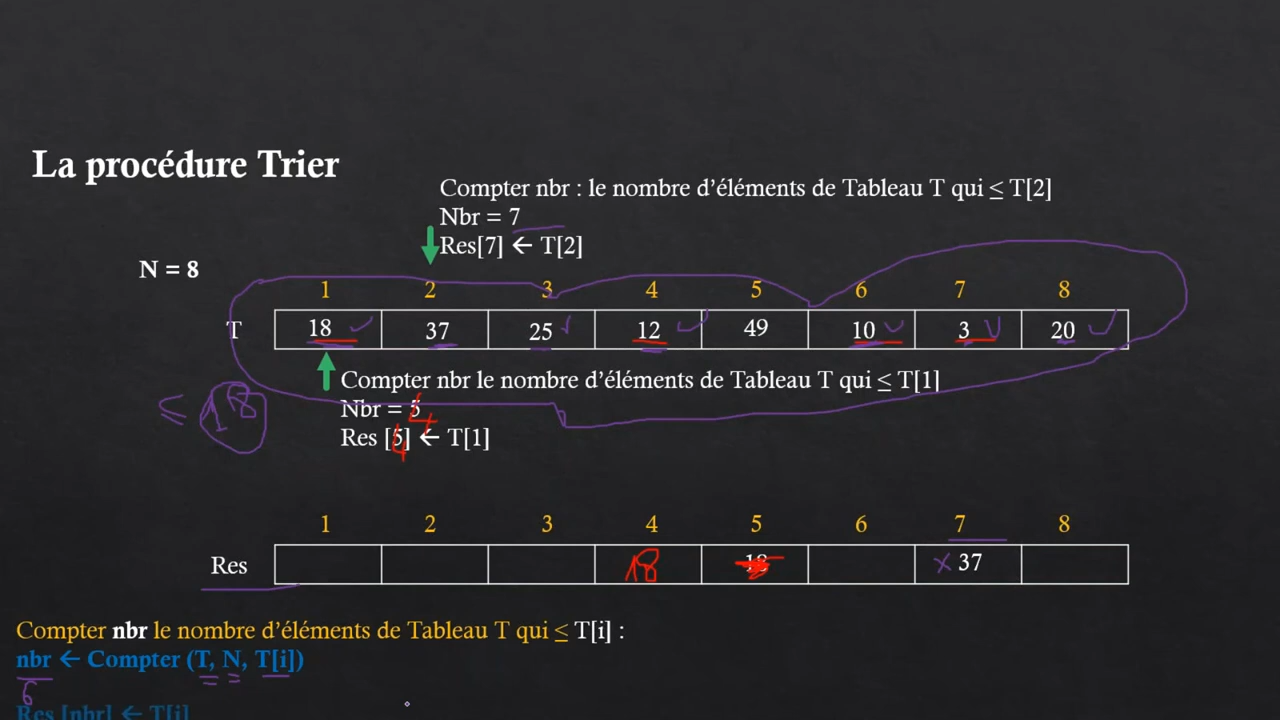 La procédure Trier
Compter nbr : le nombre d'éléments de Tableau T qui ≤ T[2]
Nbr = 7
Res[7] ← T[2]
N = 8
1 2 3 4 5 6 7 8
T 18 37 25 12 49 10 3 20
Compter nbr le nombre d'éléments de Tableau T qui ≤ T[1]
≤ 18
Nbr = 5 4
Res [5] 4 ← T[1]
1 2 3 4 5 6 7 8
Res 18 18 x 37
Compter nbr le nombre d'éléments de Tableau T qui ≤ T[i] :
nbr ← Compter (T, N, T[i])
6
Res [nbr] ← T[i]